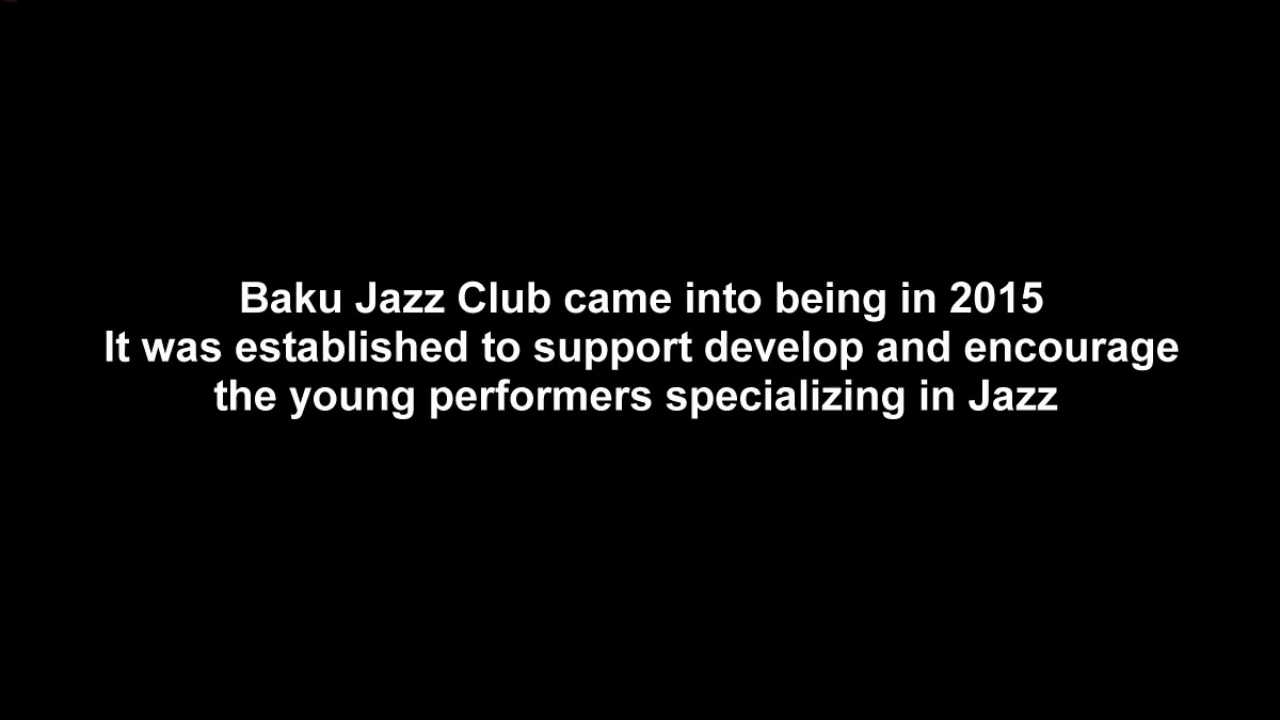 Baku Jazz Club came into being in 2015
It was established to support develop and encourage
the young performers specializing in Jazz